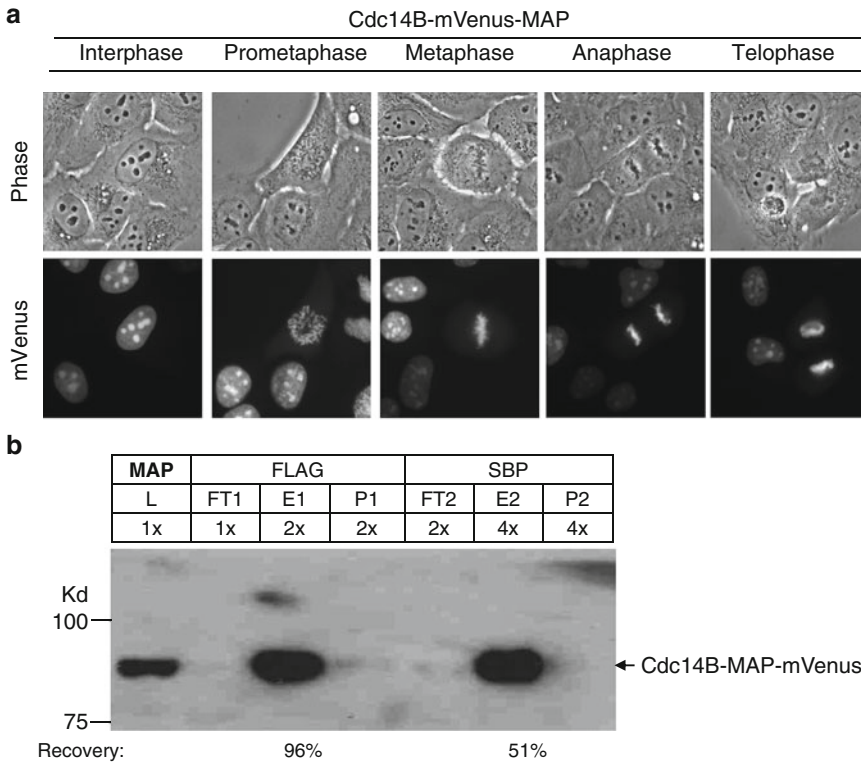 a
Cdc14B-mVenus-MAP
Interphase Prometaphase Metaphase Anaphase Telophase
Phase
mVenus
b
MAP FLAG SBP
L FT1 E1 P1 FT2 E2 P2
1x 1x 2x 2x 2x 4x 4x
Kd
100
Cdc14B-MAP-mVenus
75
Recovery: 96% 51%